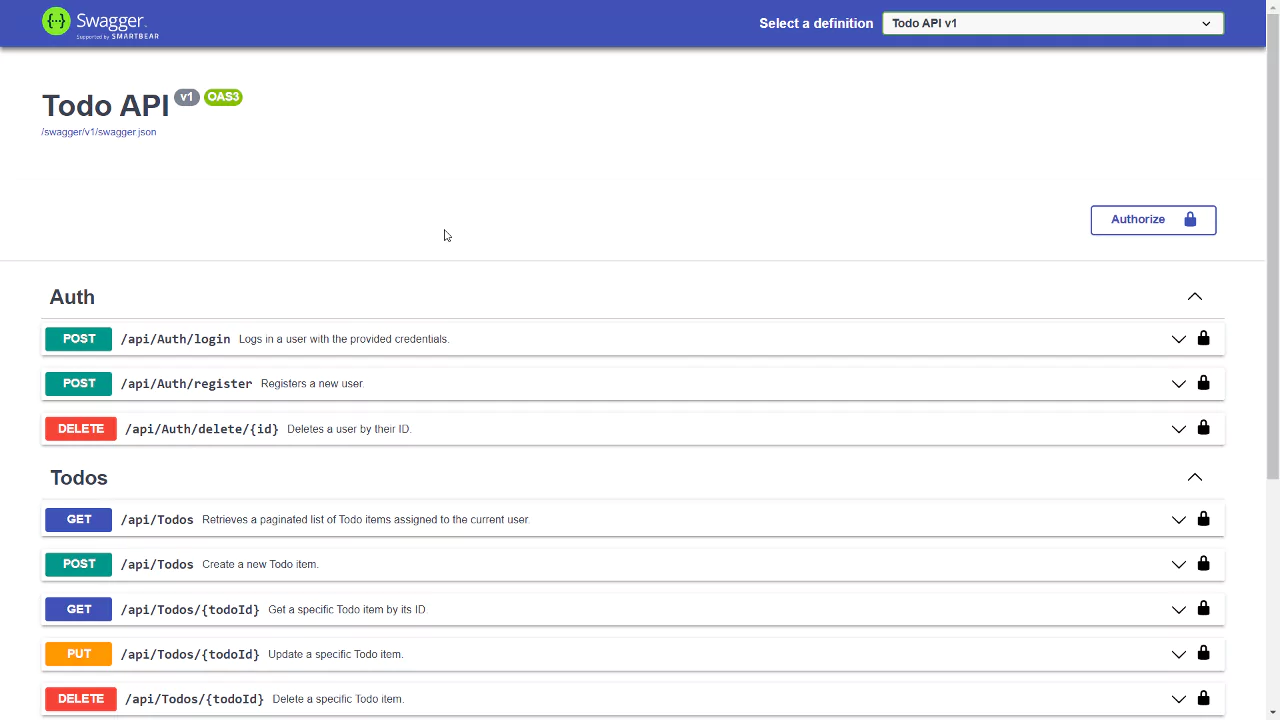 Swagger.
Supported by SMARTBEAR
Select a definition
Todo API v1
Todo API v1 OAS3
/swagger/v1/swagger.json
Authorize
Auth
POST /api/Auth/login Logs in a user with the provided credentials.
POST /api/Auth/register Registers a new user.
DELETE /api/Auth/delete/{id} Deletes a user by their ID.
Todos
GET /api/Todos Retrieves a paginated list of Todo items assigned to the current user.
POST /api/Todos Create a new Todo item.
GET /api/Todos/{todoId} Get a specific Todo item by its ID
PUT /api/Todos/{todoId} Update a specific Todo item.
DELETE /api/Todos/{todoId} Delete a specific Todo item.